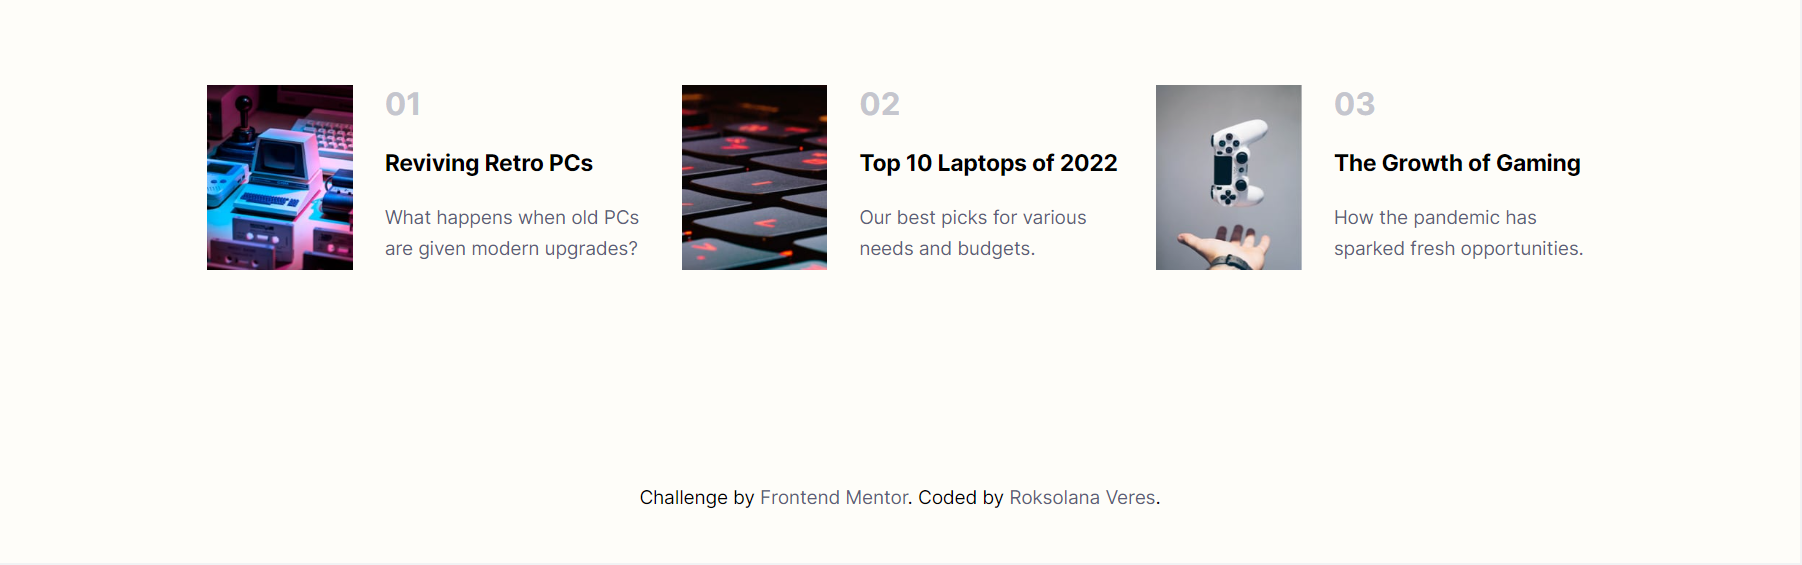 01
Reviving Retro PCs
What happens when old PCs
are given modern upgrades?
02
Top 10 Laptops of 2022
Our best picks for various
needs and budgets.
03
The Growth of Gaming
How the pandemic has
sparked fresh opportunities.
Challenge by Frontend Mentor. Coded by Roksolana Veres.